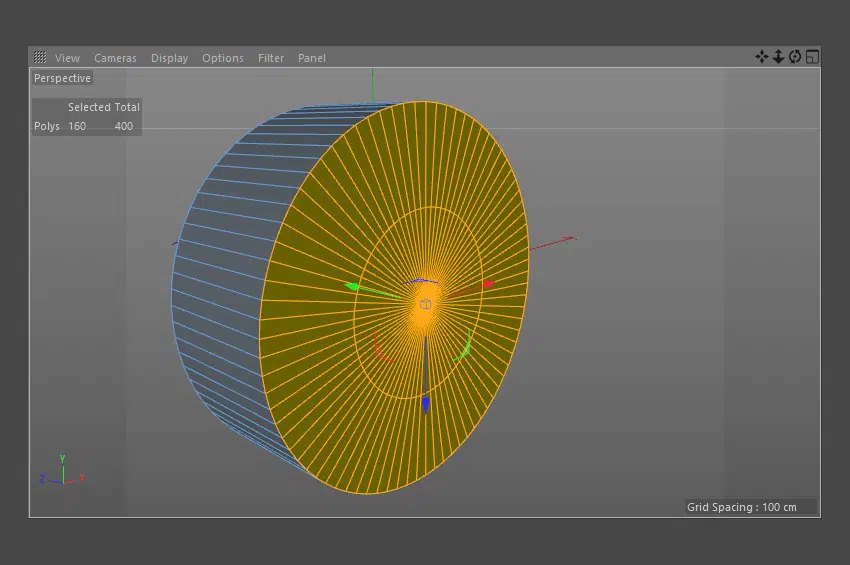 View Cameras Display Options Filter Panel
Perspective
Selected Total
Polys 160 400
Y
Z X
Grid Spacing : 100 cm